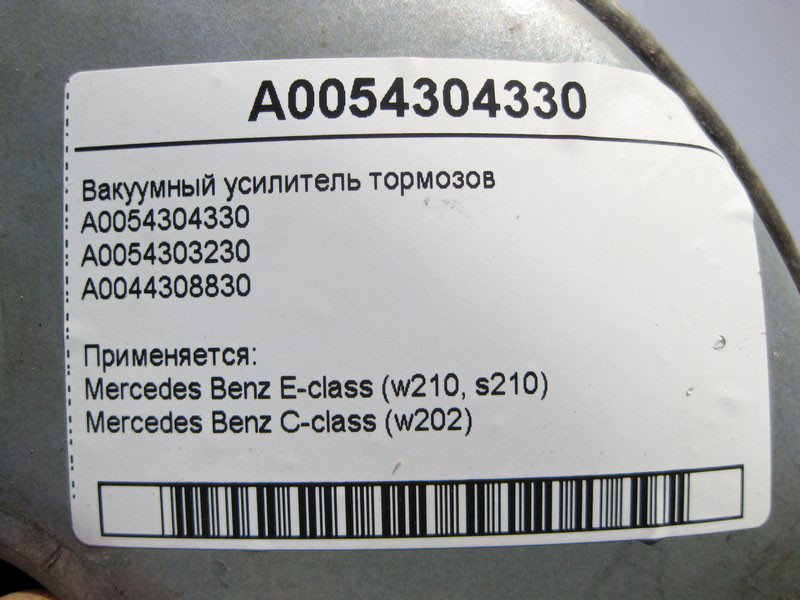 A0054304330
Вакуумный усилитель тормозов
A0054304330
A0054303230
A0044308830
Применяется:
Mercedes Benz E-class (w210, s210)
Mercedes Benz C-class (w202)